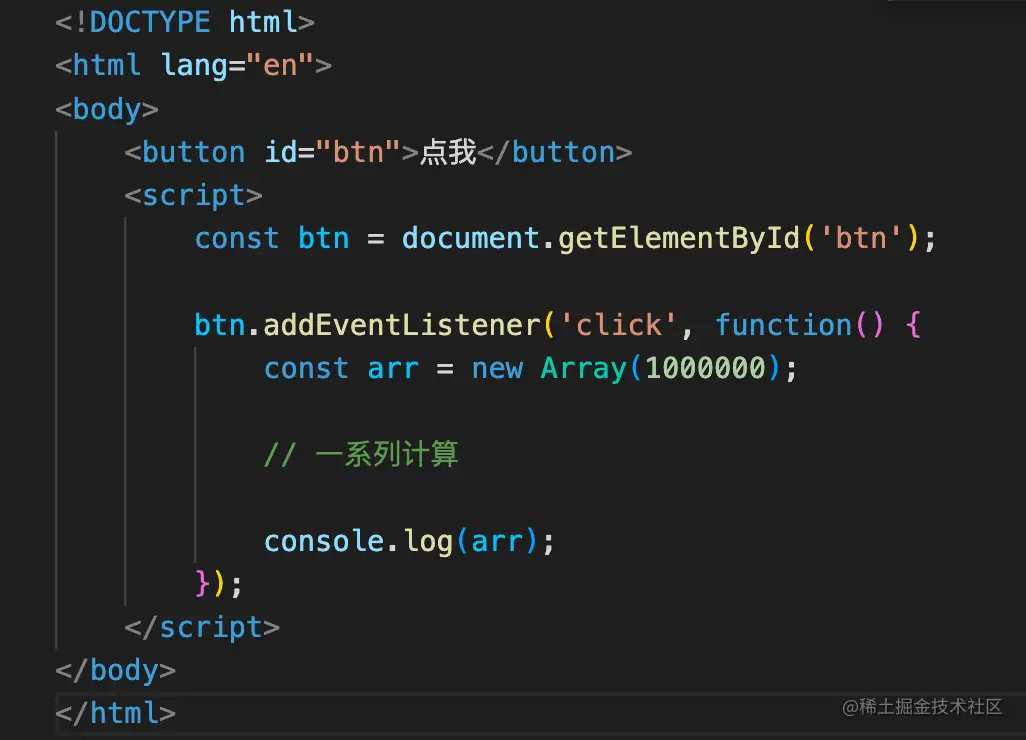 <!DOCTYPE html>
<html lang="en">
<body>
    <button id="btn">点我</button>
    <script>
        const btn = document.getElementById('btn');

        btn.addEventListener('click', function() {
            const arr = new Array(1000000);

            // 一系列计算

            console.log(arr);
        });
    </script>
</body>
</html>
@稀土掘金技术社区